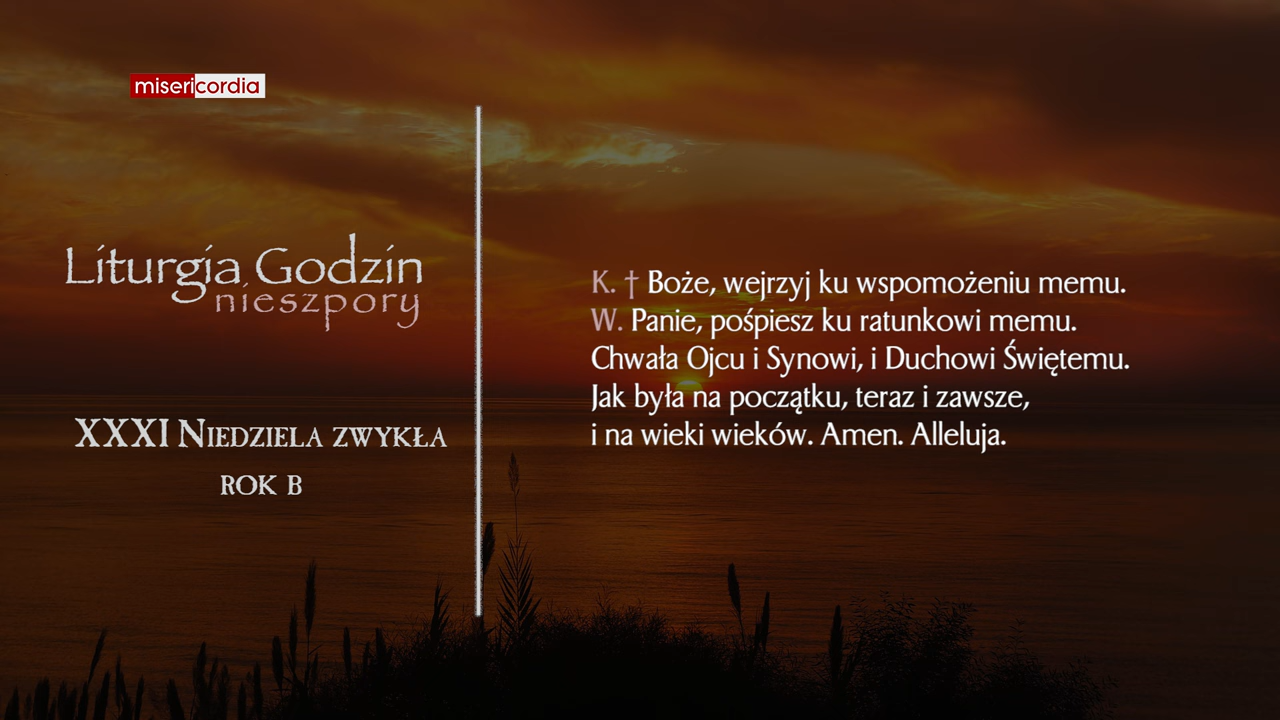 misericordia
Liturgia Godzin
nieszpory
XXXI Niedziela zwykła
rok B
K. † Boże, wejrzyj ku wspomożeniu memu.
W. Panie, pośpiesz ku ratunkowi memu.
Chwała Ojcu i Synowi, i Duchowi Świętemu.
Jak była na początku, teraz i zawsze,
i na wieki wieków. Amen. Alleluja.